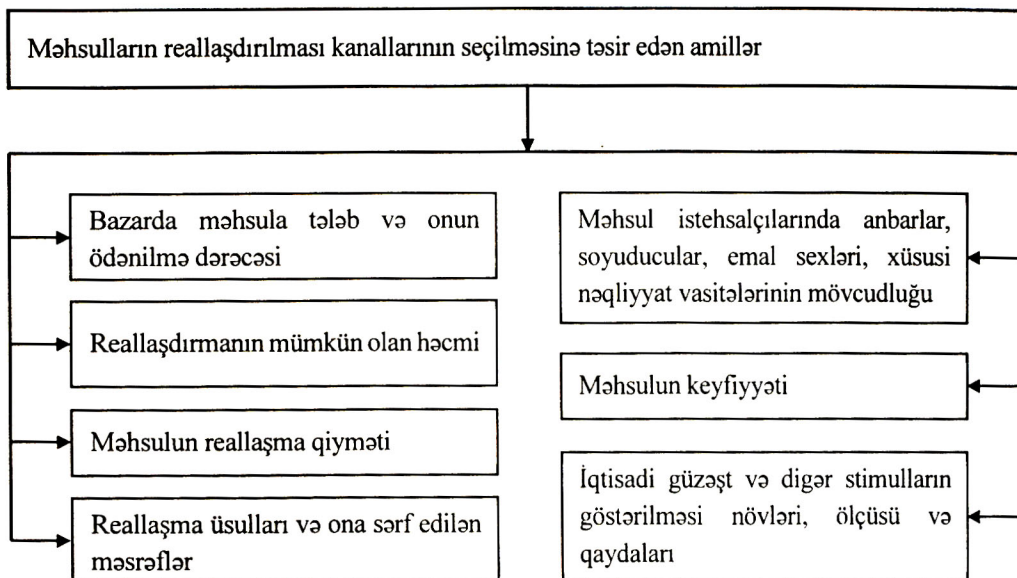 Məhsulların reallaşdırılması kanallarının seçilməsinə təsir edən amillər
Bazarda məhsula tələb və onun
ödənilmə dərəcəsi
Reallaşdırmanın mümkün olan həcmi
Məhsulun reallaşma qiyməti
Reallaşma üsulları və ona sərf edilən
məsrəflər
Məhsul istehsalçılarında anbarlar,
soyuducular, emal sexləri, xüsusi
nəqliyyat vasitələrinin mövcudluğu
Məhsulun keyfiyyəti
İqtisadi güzəşt və digər stimulların
göstərilməsi növləri, ölçüsü və
qaydaları